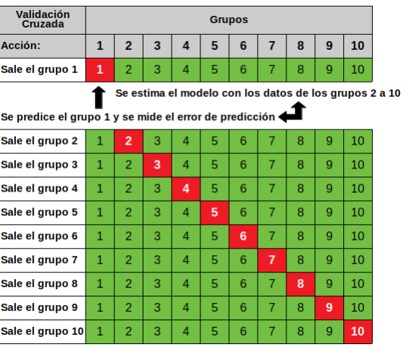 Validación Cruzada Grupos
Acción: 1 2 3 4 5 6 7 8 9 10
Sale el grupo 1 1 2 3 4 5 6 7 8 9 10
Se estima el modelo con los datos de los grupos 2 a 10
Se predice el grupo 1 y se mide el error de predicción
Sale el grupo 2 1 2 3 4 5 6 7 8 9 10
Sale el grupo 3 1 2 3 4 5 6 7 8 9 10
Sale el grupo 4 1 2 3 4 5 6 7 8 9 10
Sale el grupo 5 1 2 3 4 5 6 7 8 9 10
Sale el grupo 6 1 2 3 4 5 6 7 8 9 10
Sale el grupo 7 1 2 3 4 5 6 7 8 9 10
Sale el grupo 8 1 2 3 4 5 6 7 8 9 10
Sale el grupo 9 1 2 3 4 5 6 7 8 9 10
Sale el grupo 10 1 2 3 4 5 6 7 8 9 10